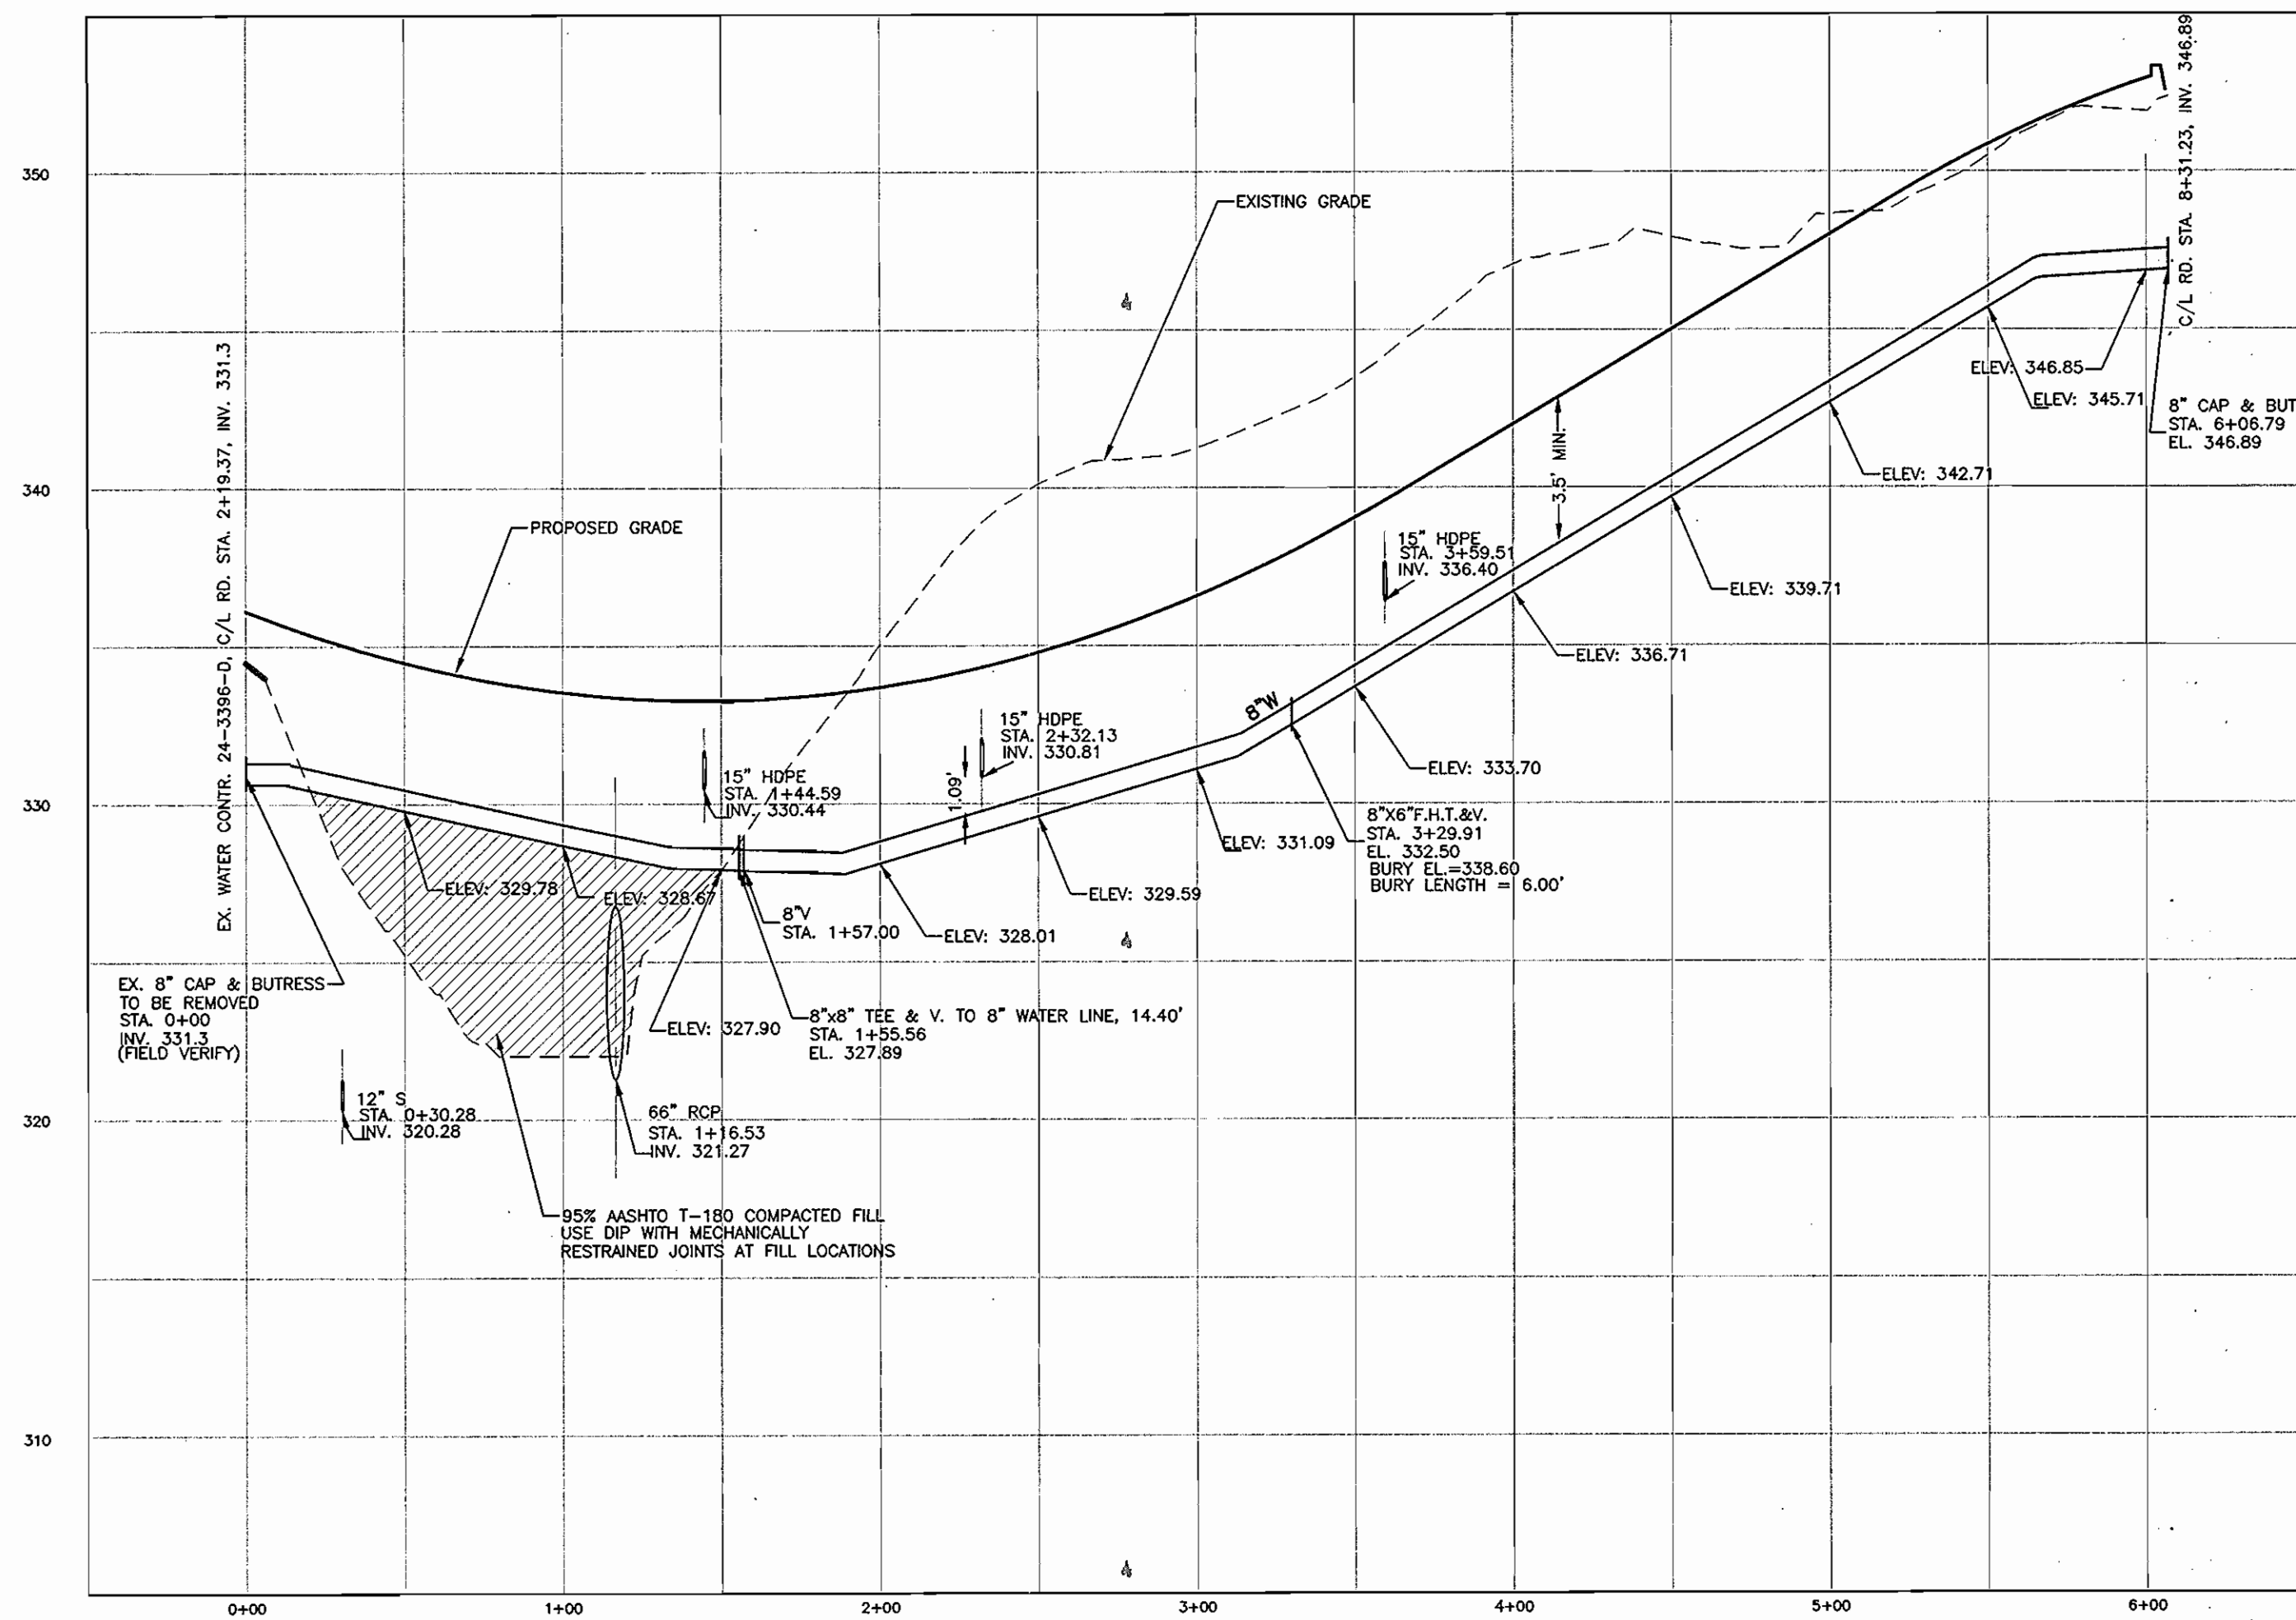 350
340
330
320
310
0+00
1+00
2+00
3+00
4+00
5+00
6+00
EX. WATER CONTR. 24-3396-D, C/L RD. STA. 2+19.37, INV. 331.3
C/L RD. STA. 8+31.23, INV. 346.89
EXISTING GRADE
PROPOSED GRADE
3.5' MIN.
ELEV: 346.85
ELEV: 345.71
8" CAP & BUT
STA. 6+06.79
EL. 346.89
ELEV: 342.71
ELEV: 339.71
ELEV: 336.71
15" HDPE
STA. 3+59.51
INV. 336.40
8"W
ELEV: 333.70
15" HDPE
STA. 2+32.13
INV. 330.81
1.09'
15" HDPE
STA. 1+44.59
INV. 330.44
8"X6"F.H.T.&V.
STA. 3+29.91
EL. 332.50
BURY EL.=338.60
BURY LENGTH = 6.00'
ELEV: 331.09
ELEV: 329.59
ELEV: 328.01
ELEV: 329.78
ELEV: 328.67
8"V
STA. 1+57.00
8"x8" TEE & V. TO 8" WATER LINE, 14.40'
STA. 1+55.56
EL. 327.89
ELEV: 327.90
EX. 8" CAP & BUTRESS
TO BE REMOVED
STA. 0+00
INV. 331.3
(FIELD VERIFY)
12" S
STA. 0+30.28
INV. 320.28
66" RCP
STA. 1+16.53
INV. 321.27
95% AASHTO T-180 COMPACTED FILL
USE DIP WITH MECHANICALLY
RESTRAINED JOINTS AT FILL LOCATIONS